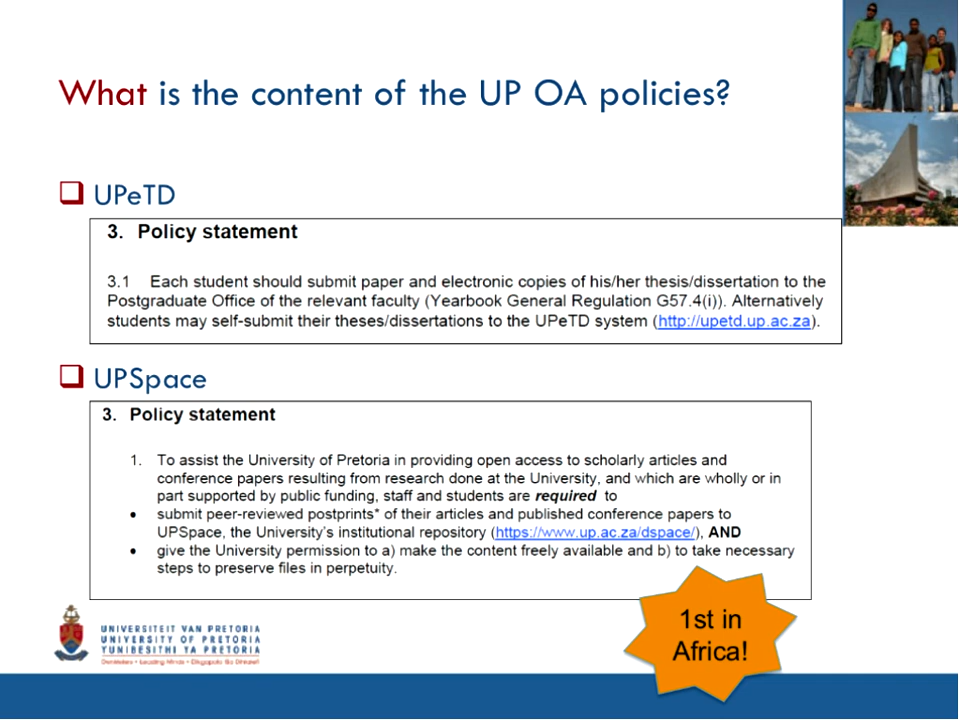 What is the content of the UP OA policies?
UPeTD
3. Policy statement
3.1 Each student should submit paper and electronic copies of his/her thesis/dissertation to the
Postgraduate Office of the relevant faculty (Yearbook General Regulation G57.4(i)). Alternatively
students may self-submit their theses/dissertations to the UPeTD system (http://upetd.up.ac.za).
UPSpace
3. Policy statement
1. To assist the University of Pretoria in providing open access to scholarly articles and
conference papers resulting from research done at the University, and which are wholly or in
part supported by public funding, staff and students are required to
• submit peer-reviewed postprints* of their articles and published conference papers to
UPSpace, the University's institutional repository (https://www.up.ac.za/dspace/), AND
• give the University permission to a) make the content freely available and b) to take necessary
steps to preserve files in perpetuity.
1st in
Africa!
UNIVERSITEIT VAN PRETORIA
UNIVERSITY OF PRETORIA
YUNIBESITHI YA PRETORIA
Leading Minds